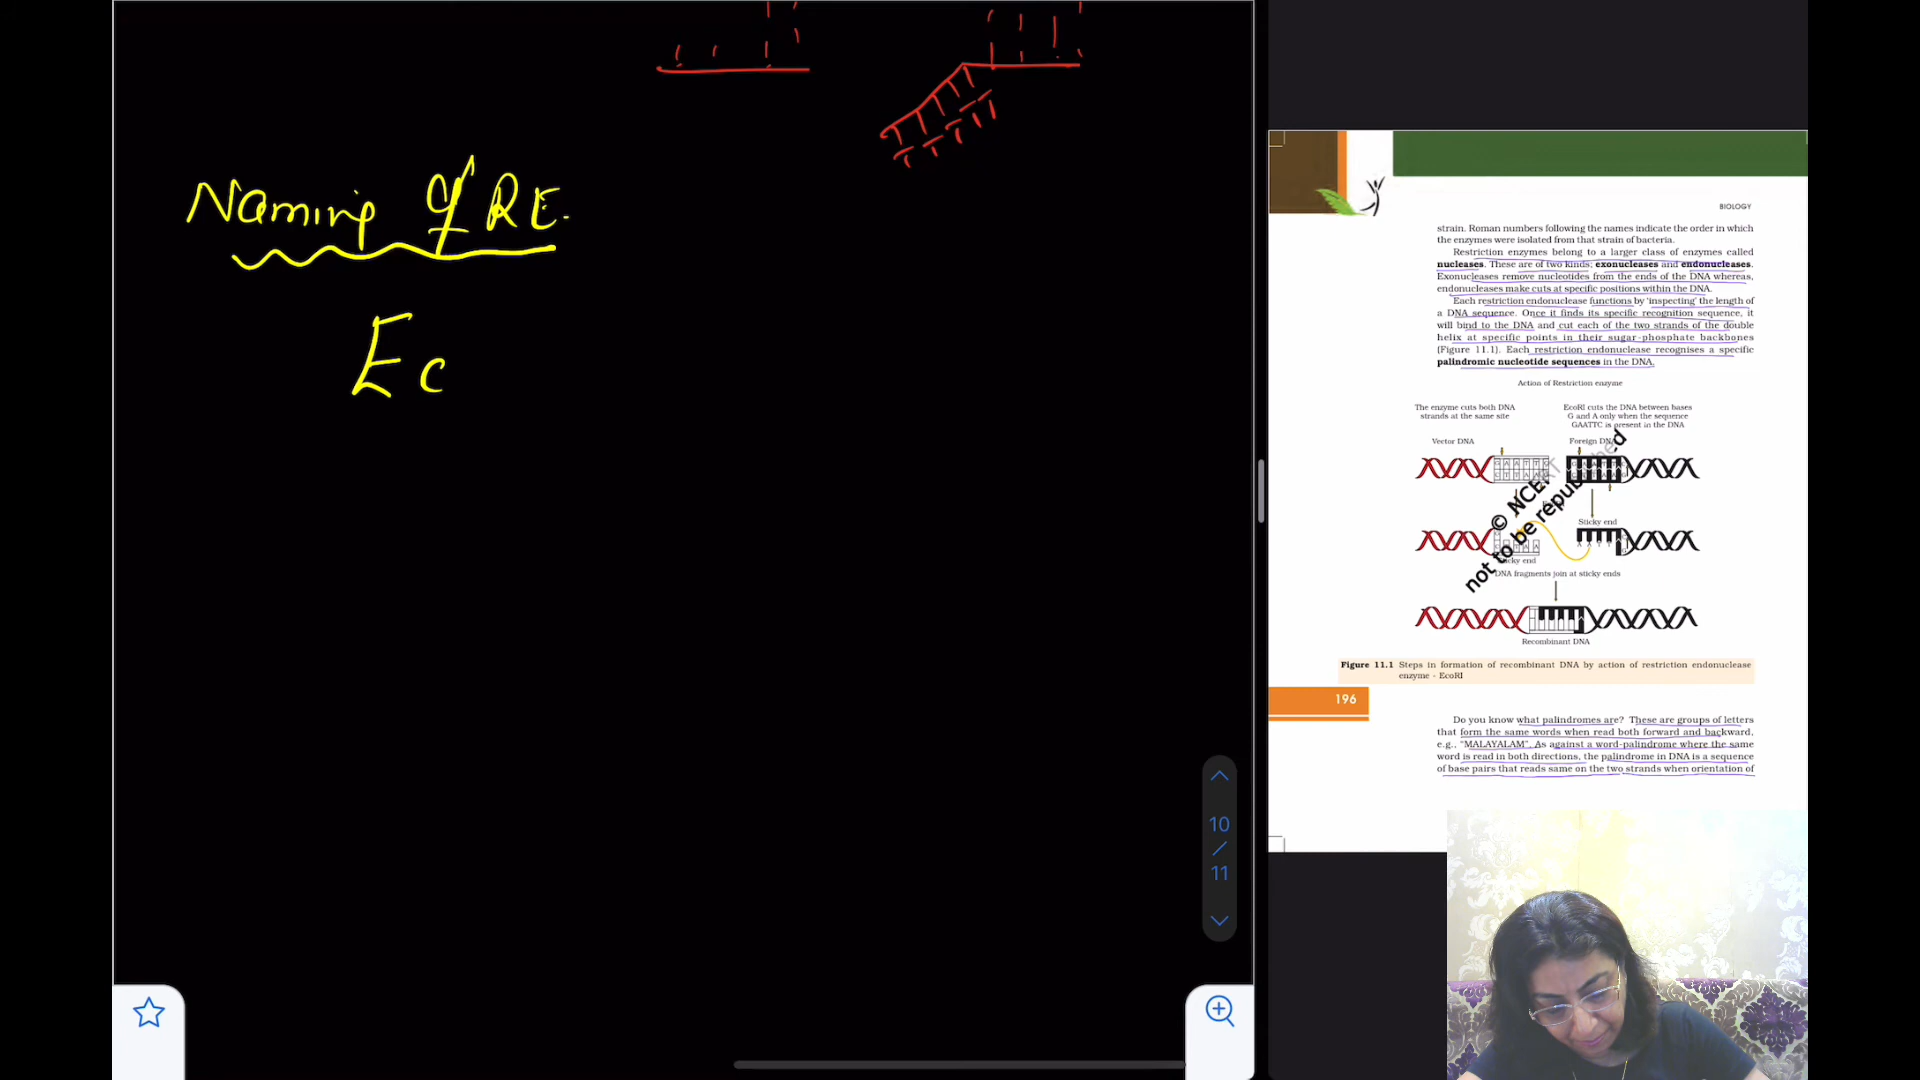 Naming of RE.
Ec
10
/
11
BIOLOGY
strain. Roman numbers following the names indicate the order in which
the enzymes were isolated from that strain of bacteria.
Restriction enzymes belong to a larger class of enzymes called
nucleases. These are of two kinds; exonucleases and endonucleases.
Exonucleases remove nucleotides from the ends of the DNA whereas,
endonucleases make cuts at specific positions within the DNA.
Each restriction endonuclease functions by 'inspecting' the length of
a DNA sequence. Once it finds its specific recognition sequence, it
will bind to the DNA and cut each of the two strands of the double
helix at specific points in their sugar-phosphate backbones
(Figure 11.1). Each restriction endonuclease recognises a specific
palindromic nucleotide sequences in the DNA.
Action of Restriction enzyme
The enzyme cuts both DNA
strands at the same site
EcoRI cuts the DNA between bases
G and A only when the sequence
GAATTC is present in the DNA
Vector DNA
Foreign DNA
Sticky end
Sticky end
DNA fragments join at sticky ends
Recombinant DNA
© NCERT
not to be republished
Figure 11.1 Steps in formation of recombinant DNA by action of restriction endonuclease
enzyme - EcoRI
196
Do you know what palindromes are? These are groups of letters
that form the same words when read both forward and backward,
e.g., "MALAYALAM". As against a word-palindrome where the same
word is read in both directions, the palindrome in DNA is a sequence
of base pairs that reads same on the two strands when orientation of